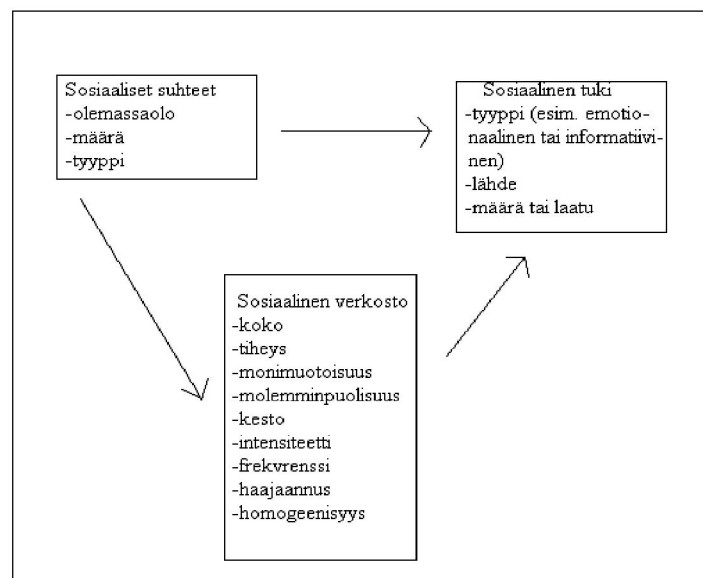 Sosiaaliset suhteet
-olemassaolo
-määrä
-tyyppi
Sosiaalinen tuki
-tyyppi (esim. emotio-
naalinen tai informatiivi-
nen)
-lähde
-määrä tai laatu
Sosiaalinen verkosto
-koko
-tiheys
-monimuotoisuus
-molemminpuolisuus
-kesto
-intensiteetti
-frekvrenssi
-haajaannus
-homogeenisyys